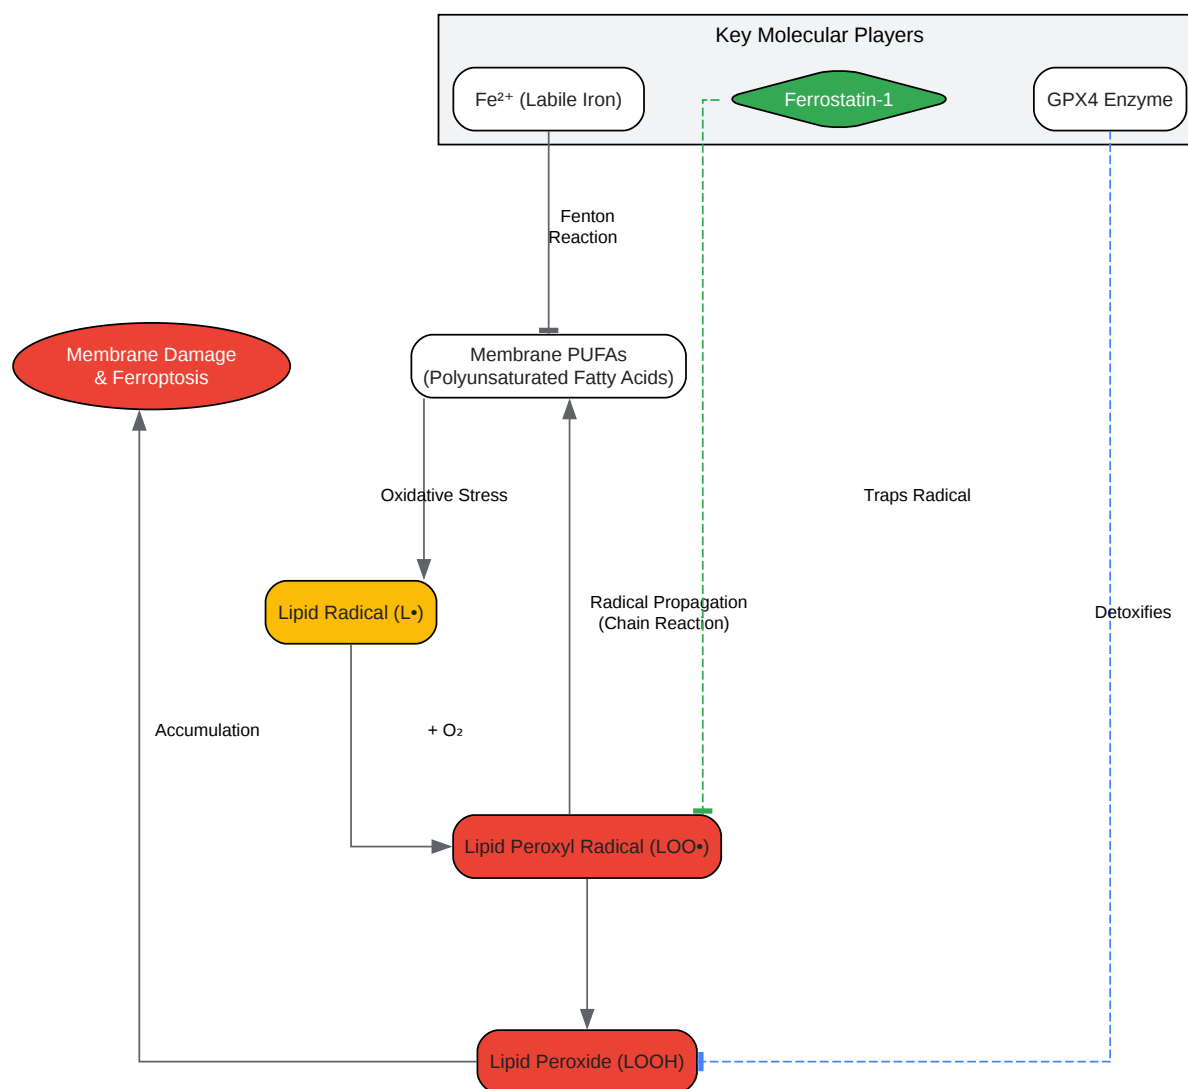 Key Molecular Players
Fe²⁺ (Labile Iron)
Ferrostatin-1
GPX4 Enzyme
Fenton
Reaction
Membrane Damage
& Ferroptosis
Membrane PUFAs
(Polyunsaturated Fatty Acids)
Oxidative Stress
Traps Radical
Lipid Radical (L•)
Radical Propagation
(Chain Reaction)
Detoxifies
Accumulation
+ O₂
Lipid Peroxyl Radical (LOO•)
Lipid Peroxide (LOOH)